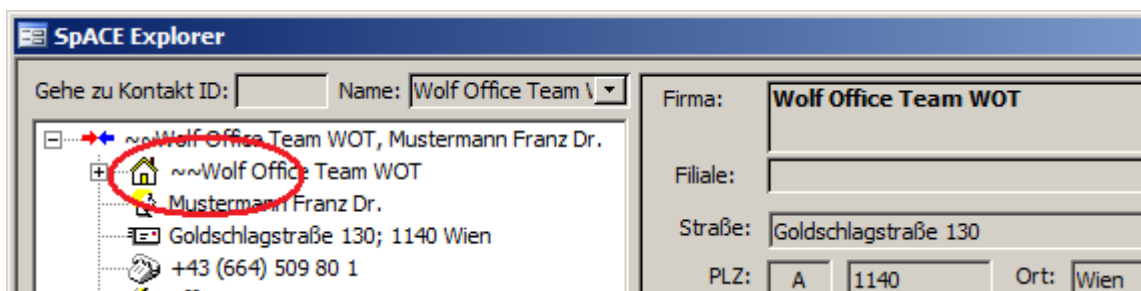 SpACE Explorer
Gehe zu Kontakt ID: Name: Wolf Office Team
~~Wolf Office Team WOT, Mustermann Franz Dr.
~~Wolf Office Team WOT
Mustermann Franz Dr.
Goldschlagstraße 130; 1140 Wien
+43 (664) 509 80 1
Firma: Wolf Office Team WOT
Filiale:
Straße: Goldschlagstraße 130
PLZ: A 1140 Ort: Wien